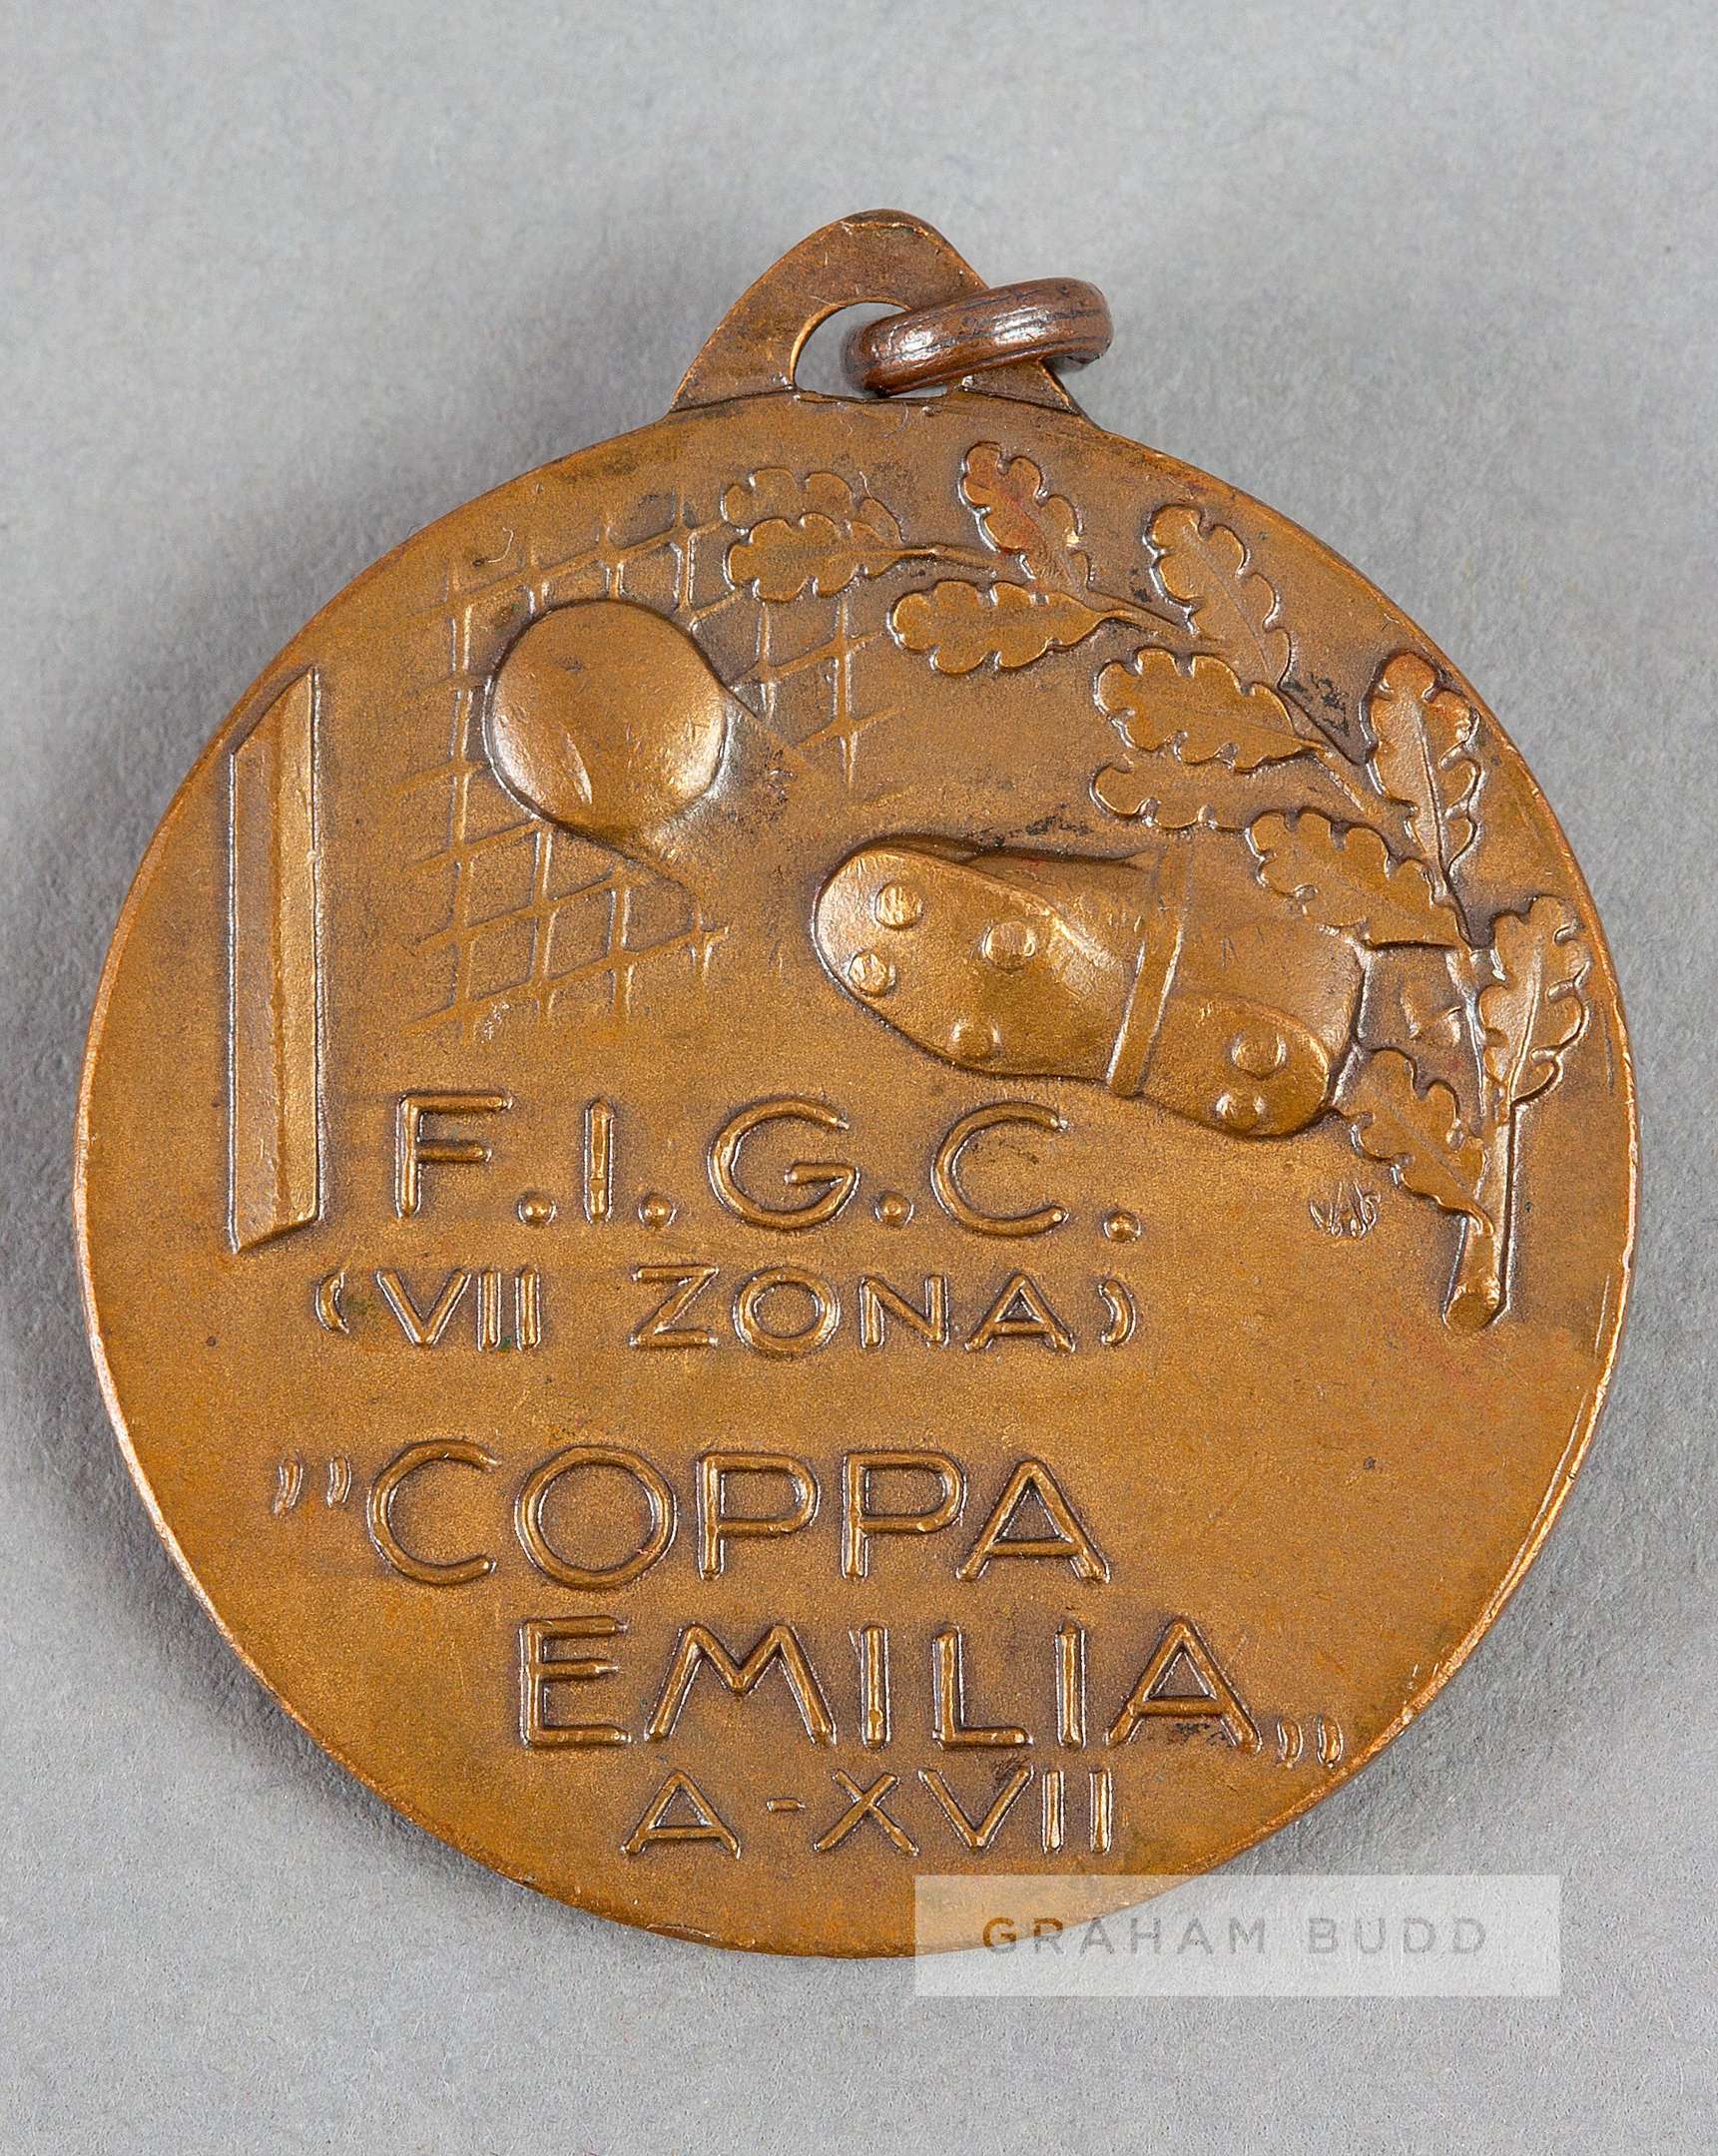 F.I.G.C.
(VII ZONA)
"COPPA
EMILIA„
A-XVII
GRAHAM BUDD